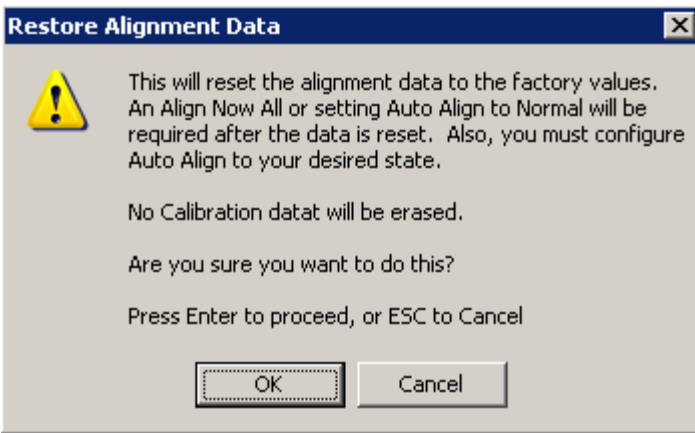 Restore Alignment Data
This will reset the alignment data to the factory values.
An Align Now All or setting Auto Align to Normal will be
required after the data is reset.  Also, you must configure
Auto Align to your desired state.
No Calibration datat will be erased.
Are you sure you want to do this?
Press Enter to proceed, or ESC to Cancel
OK
Cancel